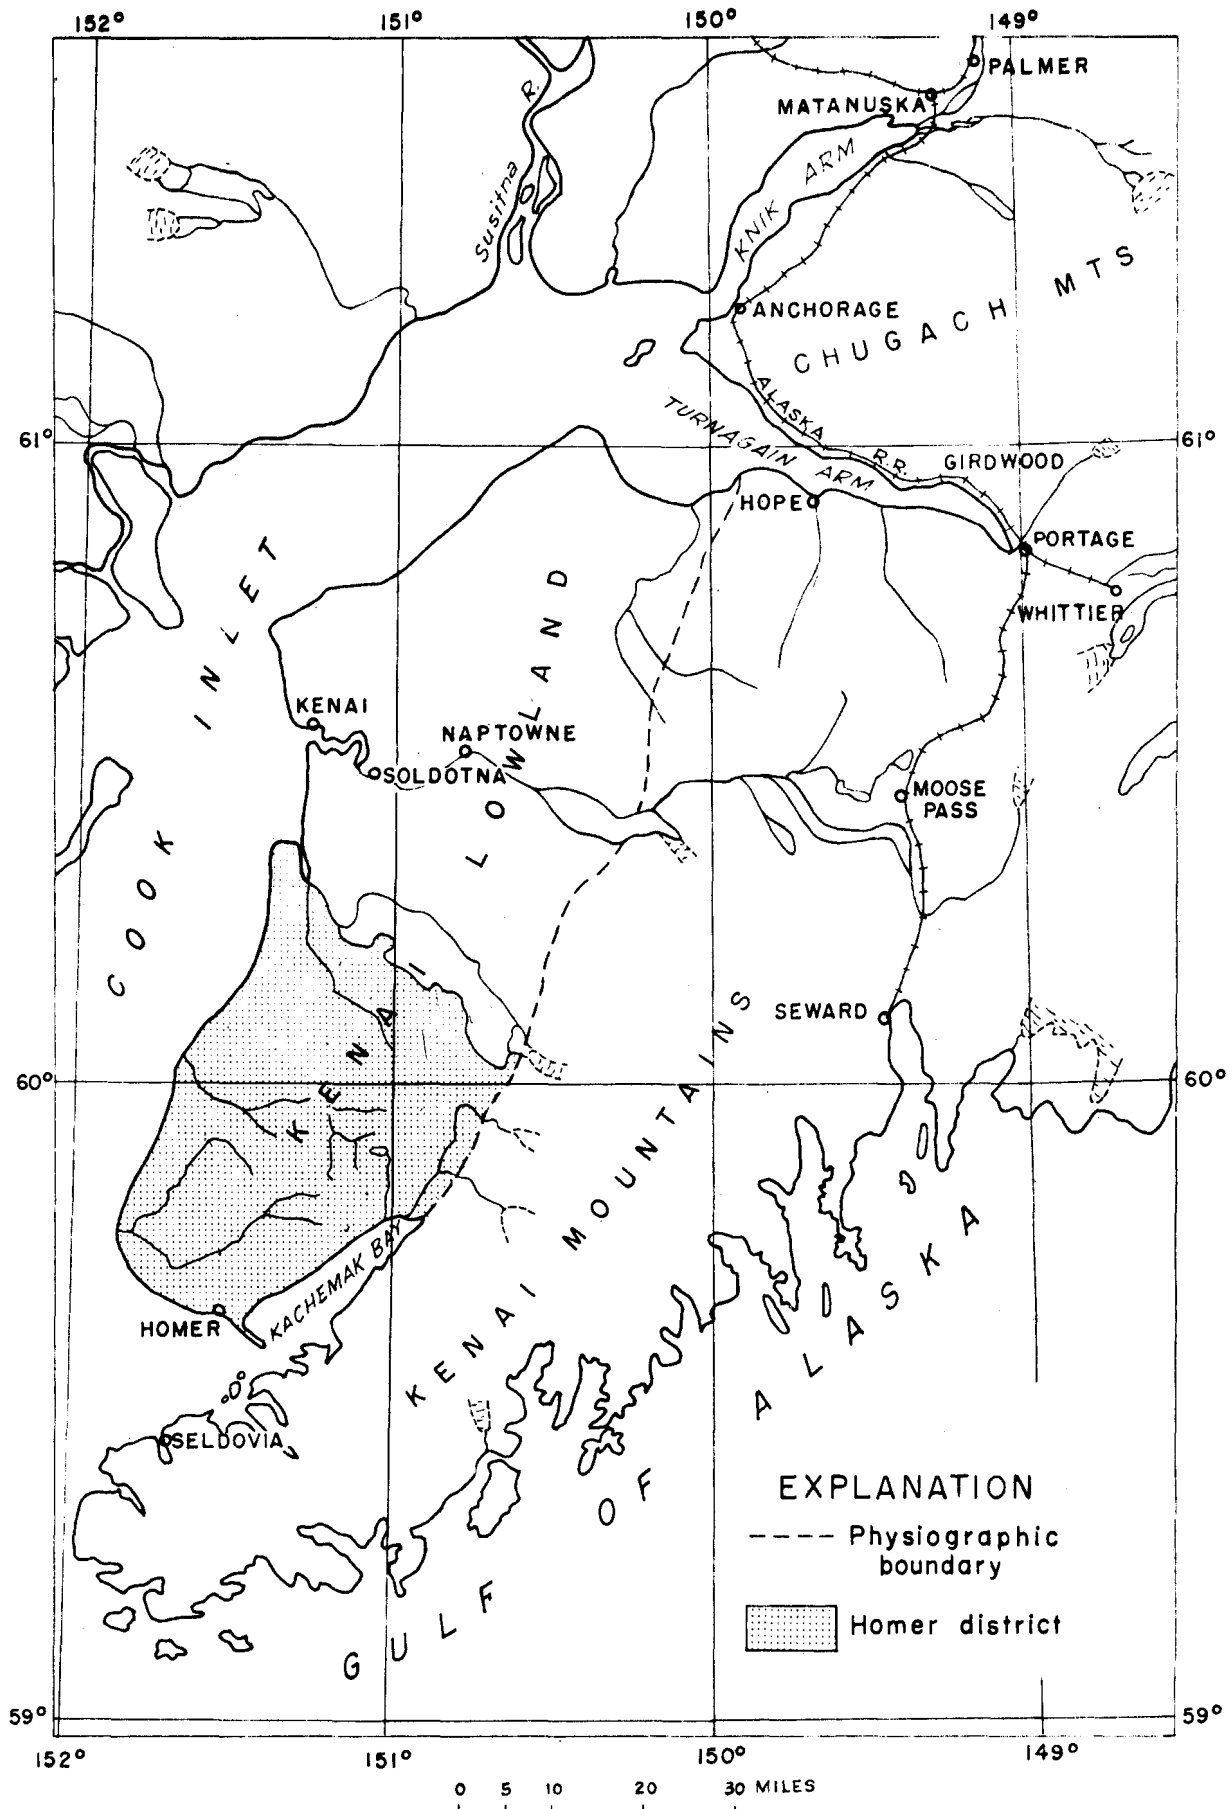 152° 151° 150° 149°
PALMER
MATANUSKA
Susitna R.
KNIK ARM
CHUGACH MTS
ANCHORAGE
ALASKA R.R.
TURNAGAIN ARM
61° 61°
GIRDWOOD
HOPE
PORTAGE
WHITTIER
COOK INLET
KENAI
NAPTOWNE
SOLDOTNA
MOOSE
PASS
KENAI LOWLAND
SEWARD
60° 60°
KENAI MOUNTAINS
KACHEMAK BAY
HOMER
SELDOVIA
GULF OF ALASKA
EXPLANATION
Physiographic
boundary
Homer district
59° 59°
152° 151° 150° 149°
0 5 10 20 30 MILES